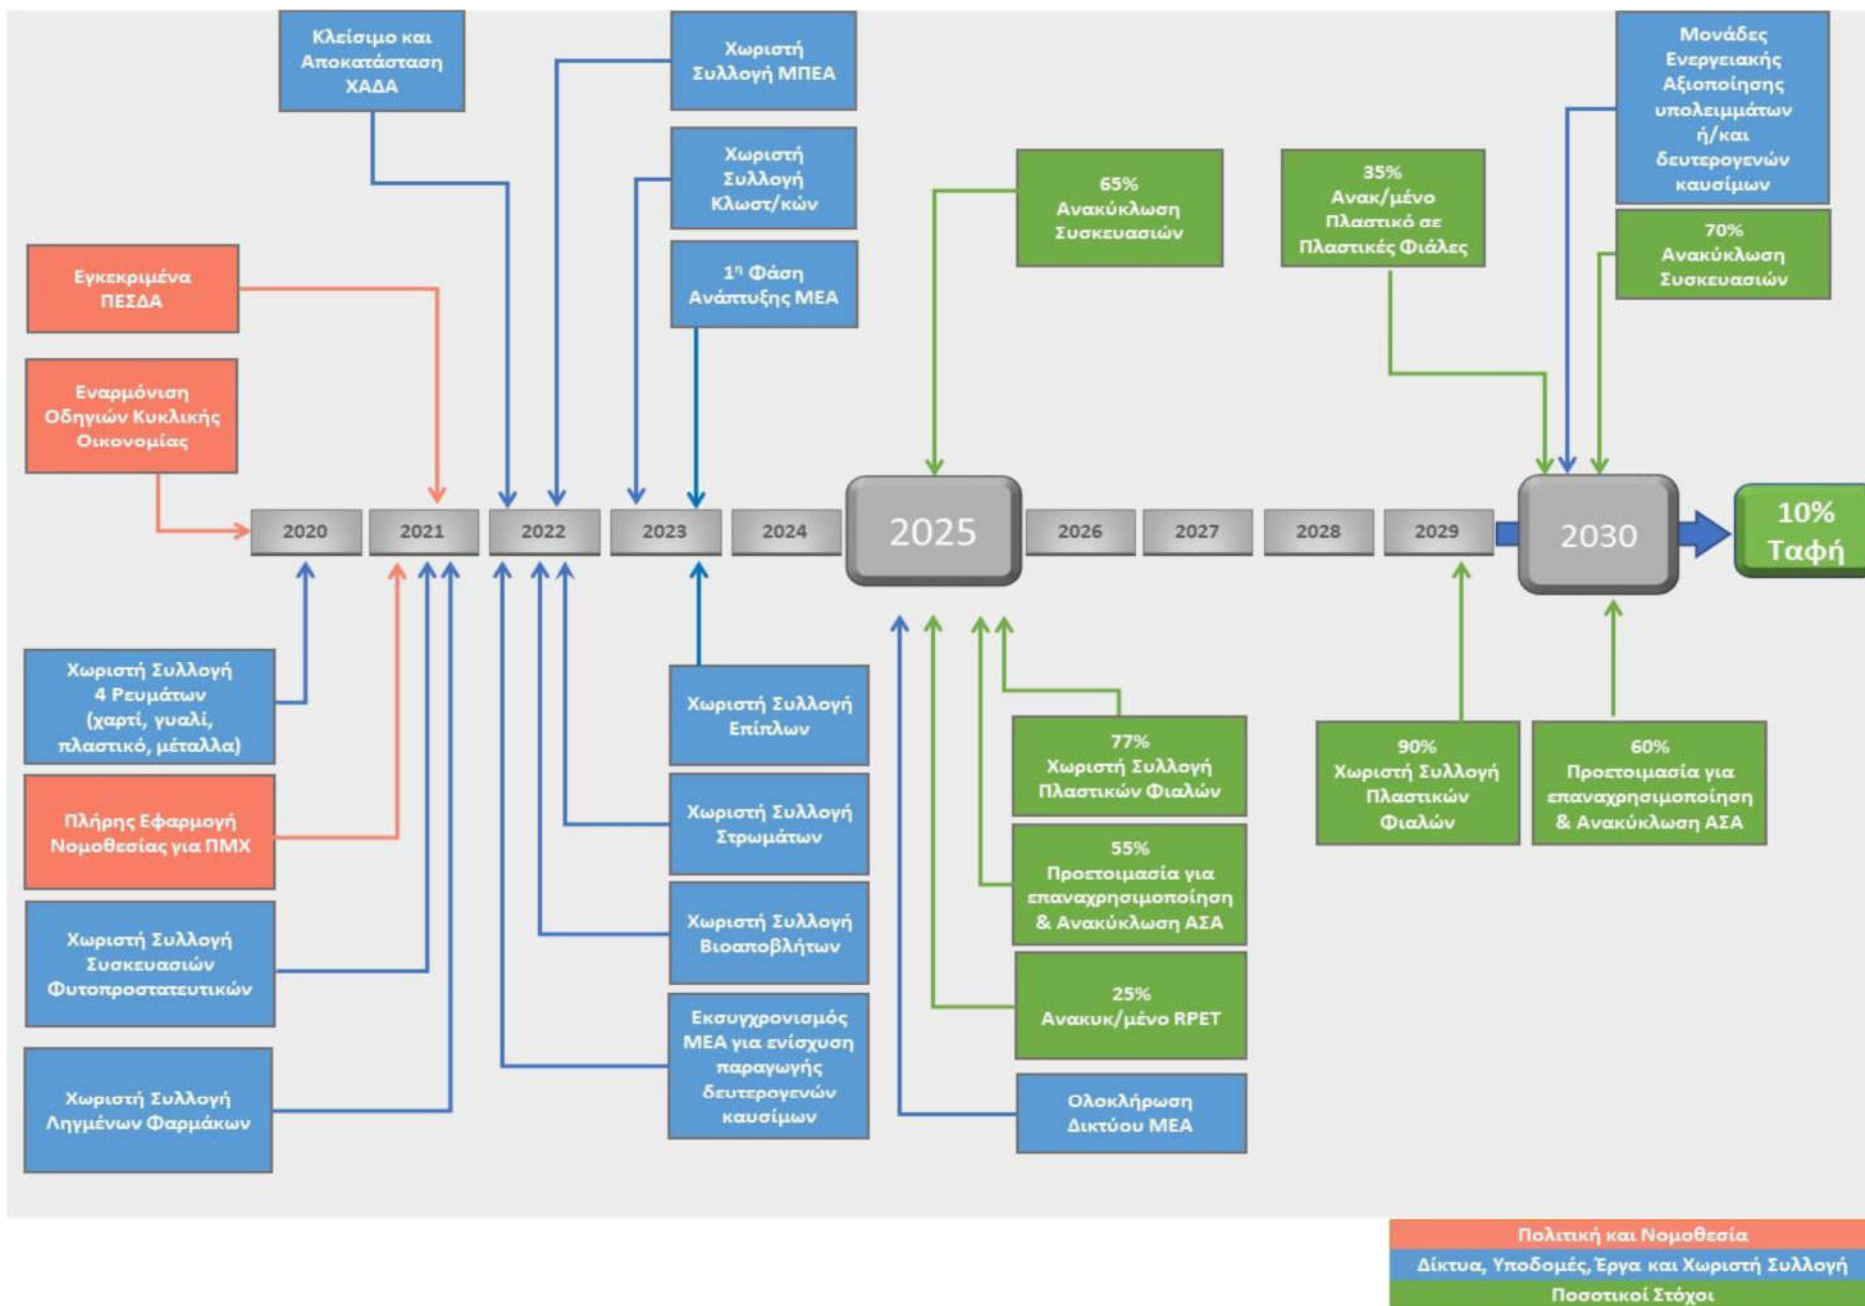 Κλείσιμο και
Αποκατάσταση
ΧΑΔΑ
Χωριστή
Συλλογή ΜΠΕΑ
Μονάδες
Ενεργειακής
Αξιοποίησης
υπολειμμάτων
ή/και
δευτερογενών
καυσίμων
Χωριστή
Συλλογή
Κλωστ/κών
65%
Ανακύκλωση
Συσκευασιών
35%
Ανακ/μένο
Πλαστικό σε
Πλαστικές Φιάλες
70%
Ανακύκλωση
Συσκευασιών
Εγκεκριμένα
ΠΕΣΔΑ
1η Φάση
Ανάπτυξης ΜΕΑ
Εναρμόνιση
Οδηγιών Κυκλικής
Οικονομίας
2020
2021
2022
2023
2024
2025
2026
2027
2028
2029
2030
10%
Ταφή
Χωριστή Συλλογή
4 Ρευμάτων
(χαρτί, γυαλί,
πλαστικό, μέταλλα)
Πλήρης Εφαρμογή
Νομοθεσίας για ΠΜΧ
Χωριστή Συλλογή
Συσκευασιών
Φυτοπροστατευτικών
Χωριστή Συλλογή
Ληγμένων Φαρμάκων
Χωριστή Συλλογή
Επίπλων
Χωριστή Συλλογή
Στρωμάτων
Χωριστή Συλλογή
Βιοαποβλήτων
Εκσυγχρονισμός
ΜΕΑ για ενίσχυση
παραγωγής
δευτερογενών
καυσίμων
77%
Χωριστή Συλλογή
Πλαστικών Φιαλών
55%
Προετοιμασία για
επαναχρησιμοποίηση
& Ανακύκλωση ΑΣΑ
25%
Ανακυκ/μένο RPET
Ολοκλήρωση
Δικτύου ΜΕΑ
90%
Χωριστή Συλλογή
Πλαστικών
Φιαλών
60%
Προετοιμασία για
επαναχρησιμοποίηση
& Ανακύκλωση ΑΣΑ
Πολιτική και Νομοθεσία
Δίκτυα, Υποδομές, Έργα και Χωριστή Συλλογή
Ποσοτικοί Στόχοι